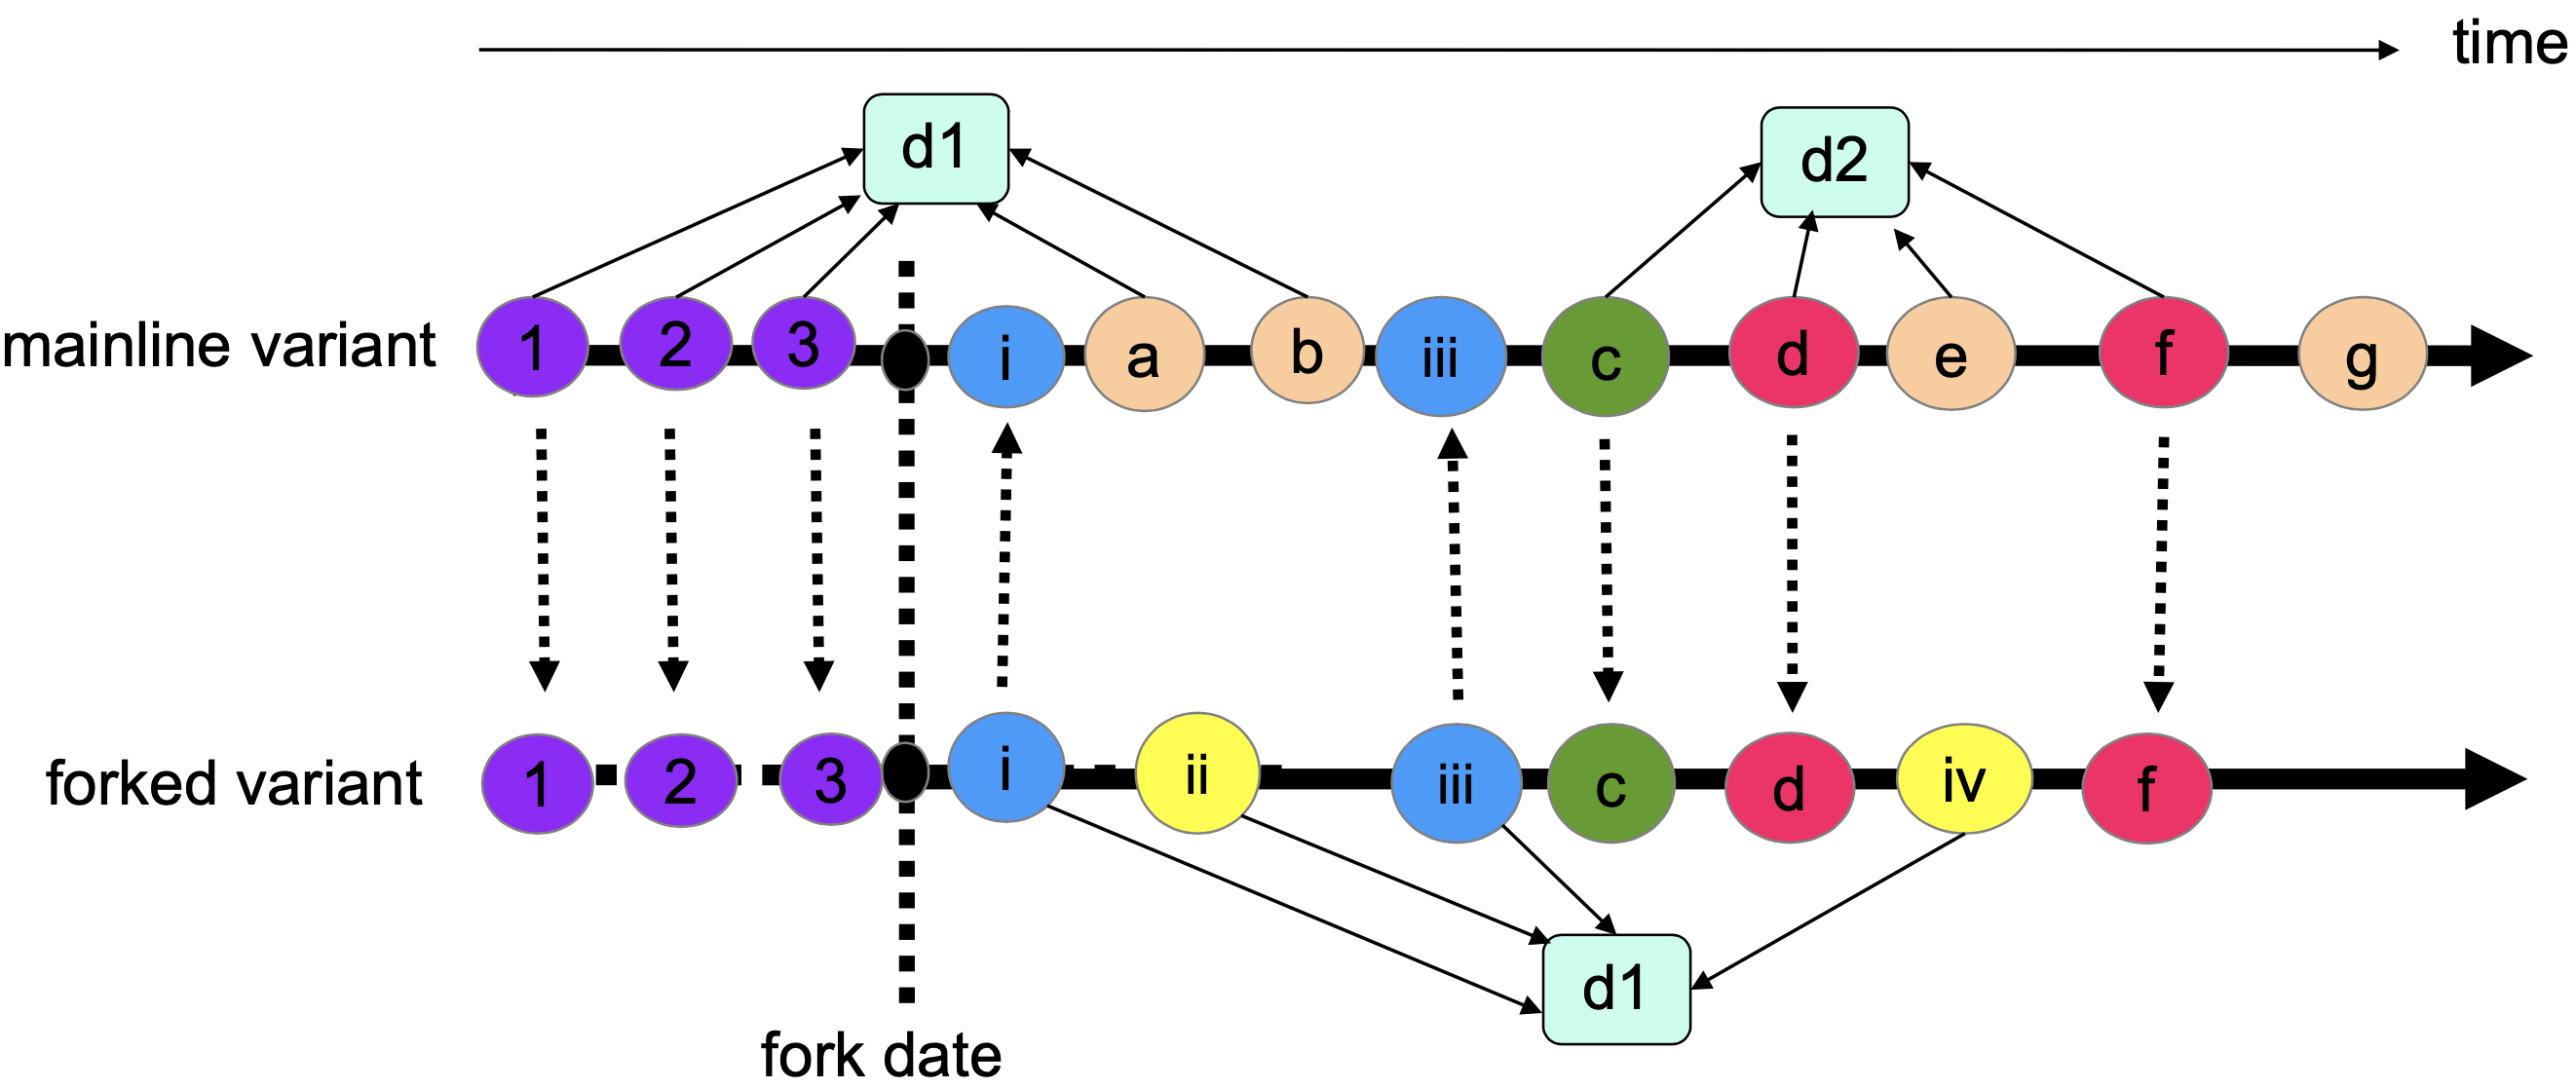 time
d1
d2
mainline variant
1 2 3 i a b iii c d e f g
forked variant
1 2 3 i ii iii c d iv f
d1
fork date